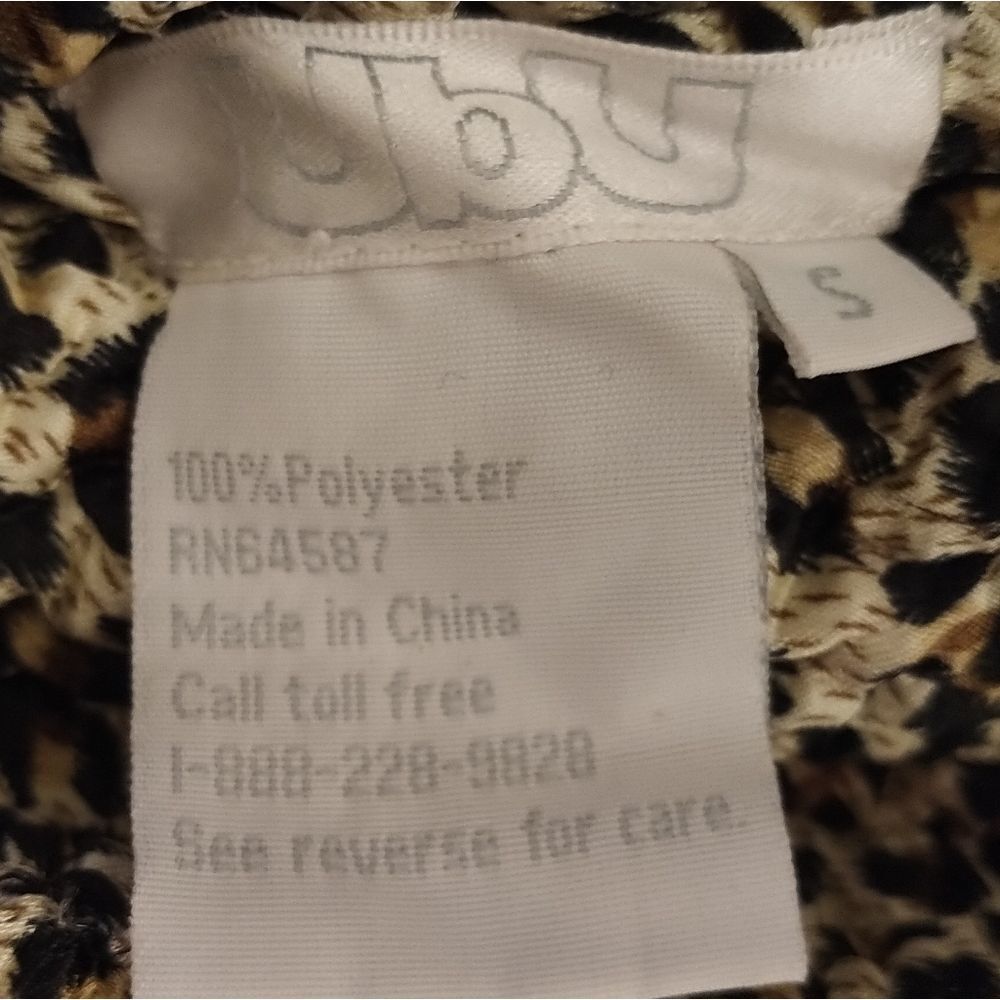 UbU
S
100%Polyester
RN64587
Made in China
Call toll free
1-888-228-9828
See reverse for care.